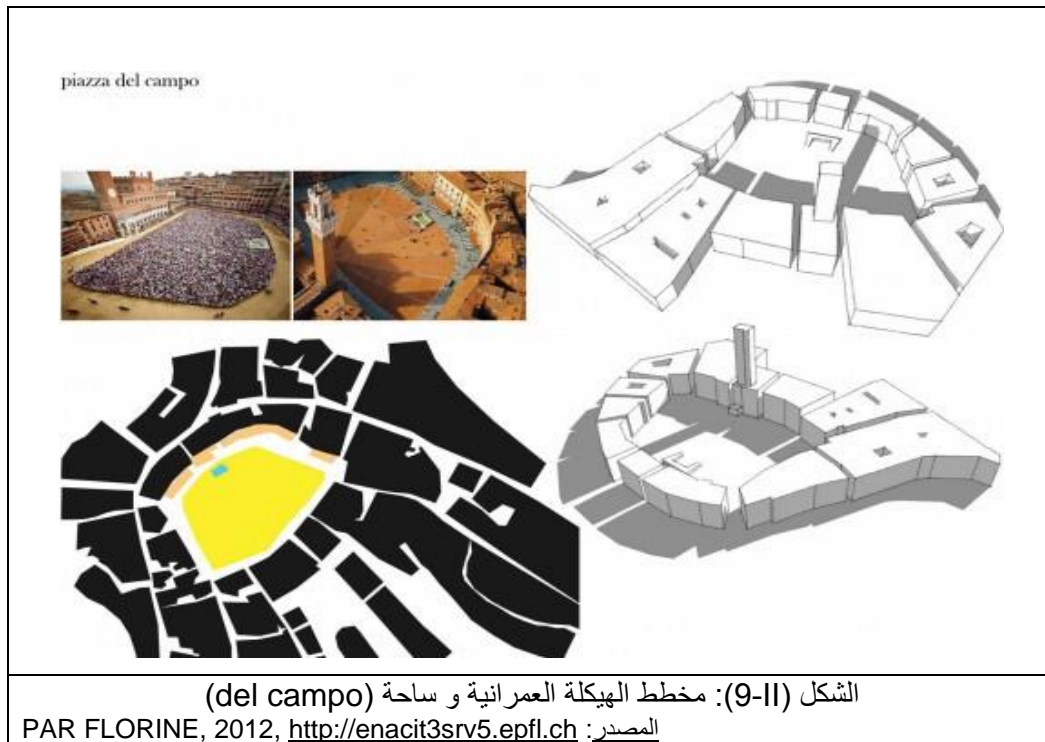 piazza del campo
الشكل (9-II): مخطط الهيكلة العمرانية و ساحة (del campo)
المصدر: PAR FLORINE, 2012, http://enacit3srv5.epfl.ch